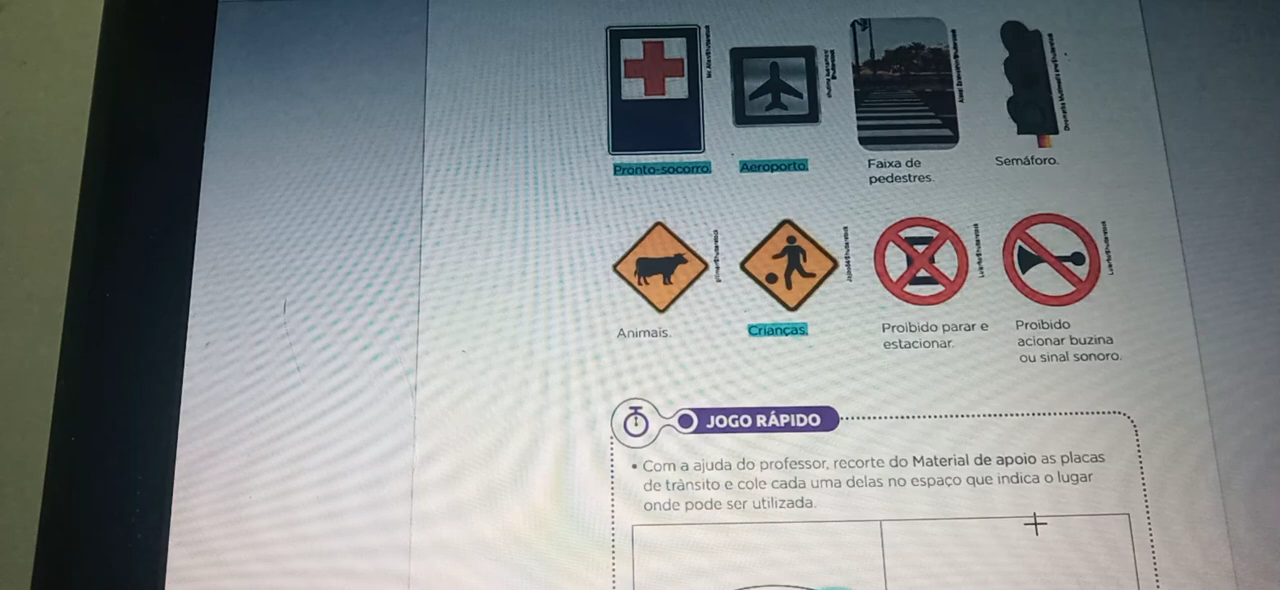 Pronto-socorro.
Aeroporto.
Faixa de
pedestres.
Semáforo.
Animais.
Crianças.
Proibido parar e
estacionar.
Proibido
acionar buzina
ou sinal sonoro.
JOGO RÁPIDO
• Com a ajuda do professor, recorte do Material de apoio as placas
de trânsito e cole cada uma delas no espaço que indica o lugar
onde pode ser utilizada.